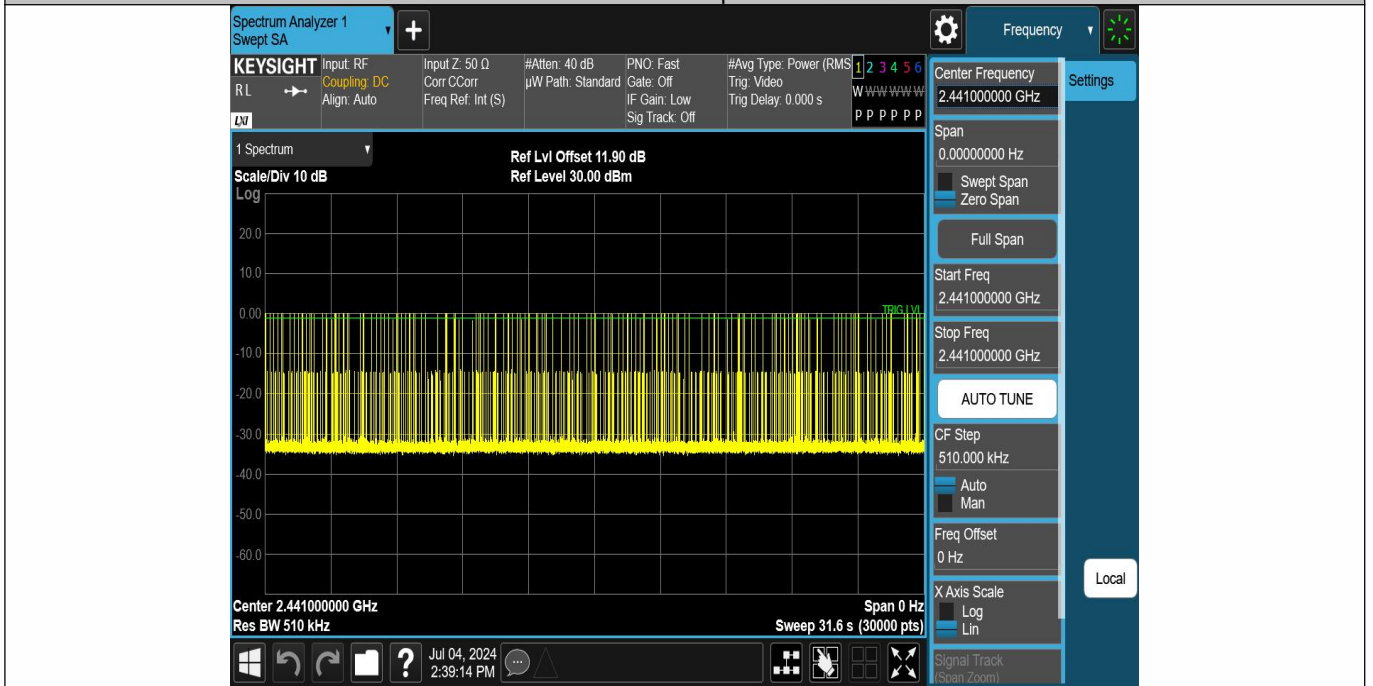 Spectrum Analyzer 1
Swept SA
+
Frequency
KEYSIGHT
R L
LXI
Input: RF
Coupling: DC
Align: Auto
Input Z: 50 Ω
Corr CCorr
Freq Ref: Int (S)
#Atten: 40 dB
µW Path: Standard
PNO: Fast
Gate: Off
IF Gain: Low
Sig Track: Off
#Avg Type: Power (RMS
Trig: Video
Trig Delay: 0.000 s
1 2 3 4 5 6
W W W W W W
P P P P P P
1 Spectrum
Scale/Div 10 dB
Ref Lvl Offset 11.90 dB
Ref Level 30.00 dBm
Log
20.0
10.0
0.00
-10.0
-20.0
-30.0
-40.0
-50.0
-60.0
TRIG LVL
Center 2.441000000 GHz
Res BW 510 kHz
Span 0 Hz
Sweep 31.6 s (30000 pts)
Center Frequency
2.441000000 GHz
Settings
Span
0.00000000 Hz
Swept Span
Zero Span
Full Span
Start Freq
2.441000000 GHz
Stop Freq
2.441000000 GHz
AUTO TUNE
CF Step
510.000 kHz
Auto
Man
Freq Offset
0 Hz
X Axis Scale
Log
Lin
Local
Signal Track
(Span Zoom)
?
Jul 04, 2024
2:39:14 PM